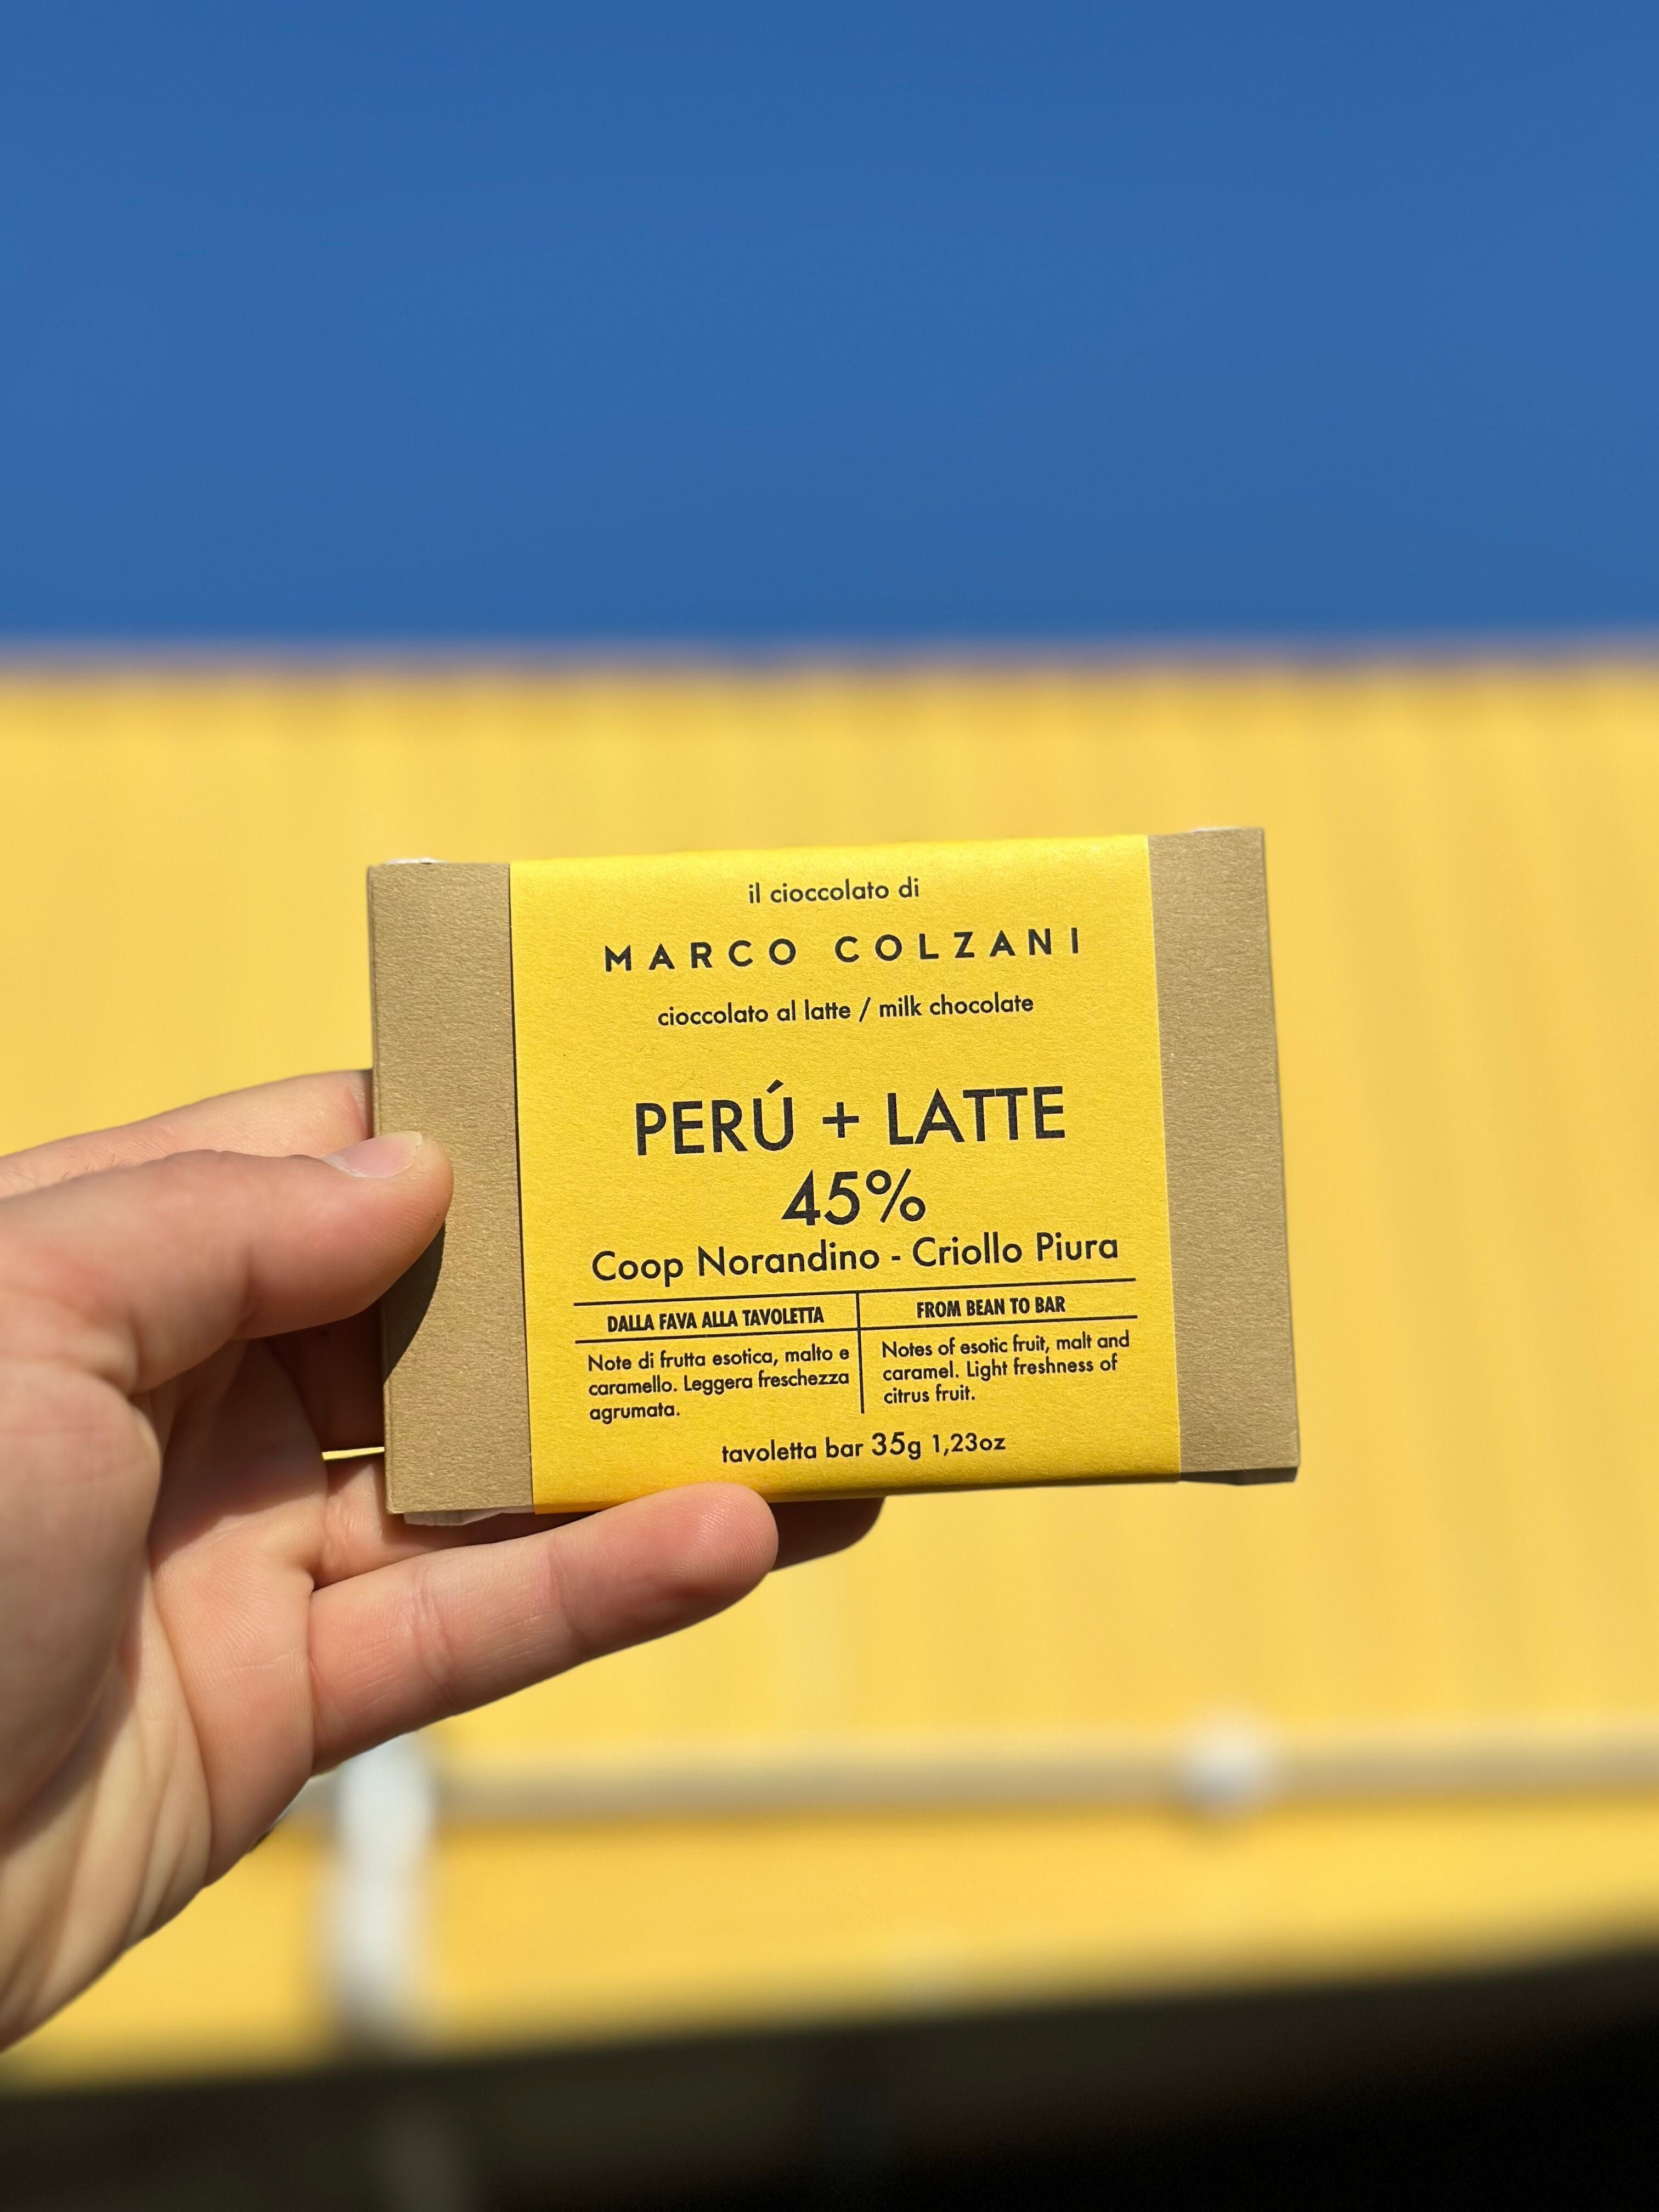 il cioccolato di
MARCO COLZANI
cioccolato al latte / milk chocolate
PERÚ + LATTE
45%
Coop Norandino - Criollo Piura
DALLA FAVA ALLA TAVOLETTA
Note di frutta esotica, malto e
caramello. Leggera freschezza
agrumata.
FROM BEAN TO BAR
Notes of esotic fruit, malt and
caramel. Light freshness of
citrus fruit.
tavoletta bar 35g 1,23oz